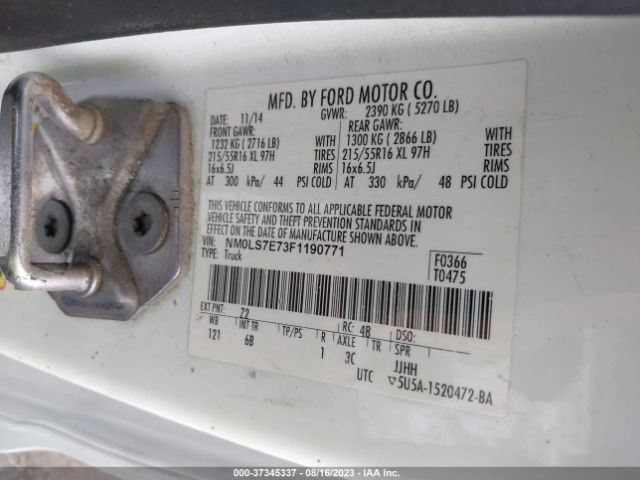 MFD. BY FORD MOTOR CO.
DATE: 11/14 GVWR: 2390 KG ( 5270 LB)
FRONT GAWR: REAR GAWR:
1232 KG ( 2716 LB) WITH 1300 KG ( 2866 LB) WITH
215/55R16 XL 97H TIRES 215/55R16 XL 97H TIRES
16x6.5J RIMS 16x6.5J RIMS
AT 300 kPa/ 44 PSI COLD AT 330 kPa/ 48 PSI COLD
THIS VEHICLE CONFORMS TO ALL APPLICABLE FEDERAL MOTOR
VEHICLE SAFETY AND THEFT PREVENTION STANDARDS IN
EFFECT ON THE DATE OF MANUFACTURE SHOWN ABOVE.
VIN: NM0LS7E73F1190771
TYPE: Truck
F0366
T0475
EXT PNT: Z2 RC: 48 DSO:
WB INT TR TP/PS R AXLE TR SPR
121 6B 1 3C JJHH
UTC ▽5U5A-1520472-BA
000-37345337 - 08/16/2023 - IAA Inc.